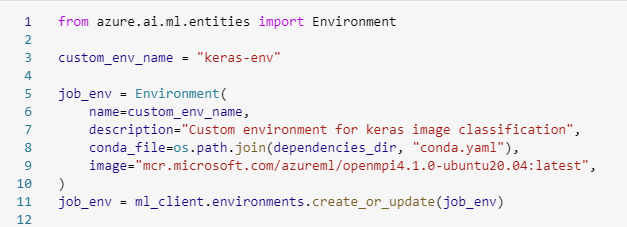 1 from azure.ai.ml.entities import Environment
2
3 custom_env_name = "keras-env"
4
5 job_env = Environment(
6     name=custom_env_name,
7     description="Custom environment for keras image classification",
8     conda_file=os.path.join(dependencies_dir, "conda.yaml"),
9     image="mcr.microsoft.com/azureml/openmpi4.1.0-ubuntu20.04:latest",
10 )
11 job_env = ml_client.environments.create_or_update(job_env)
12